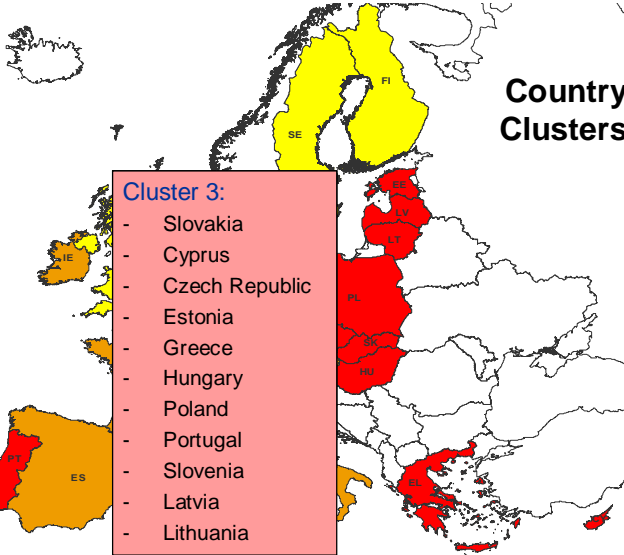 Country
Clusters
FI
SE
Cluster 3:
- Slovakia
- Cyprus
- Czech Republic
- Estonia
- Greece
- Hungary
- Poland
- Portugal
- Slovenia
- Latvia
- Lithuania
EE
LV
LT
IE
PL
SK
HU
PT
ES
EL